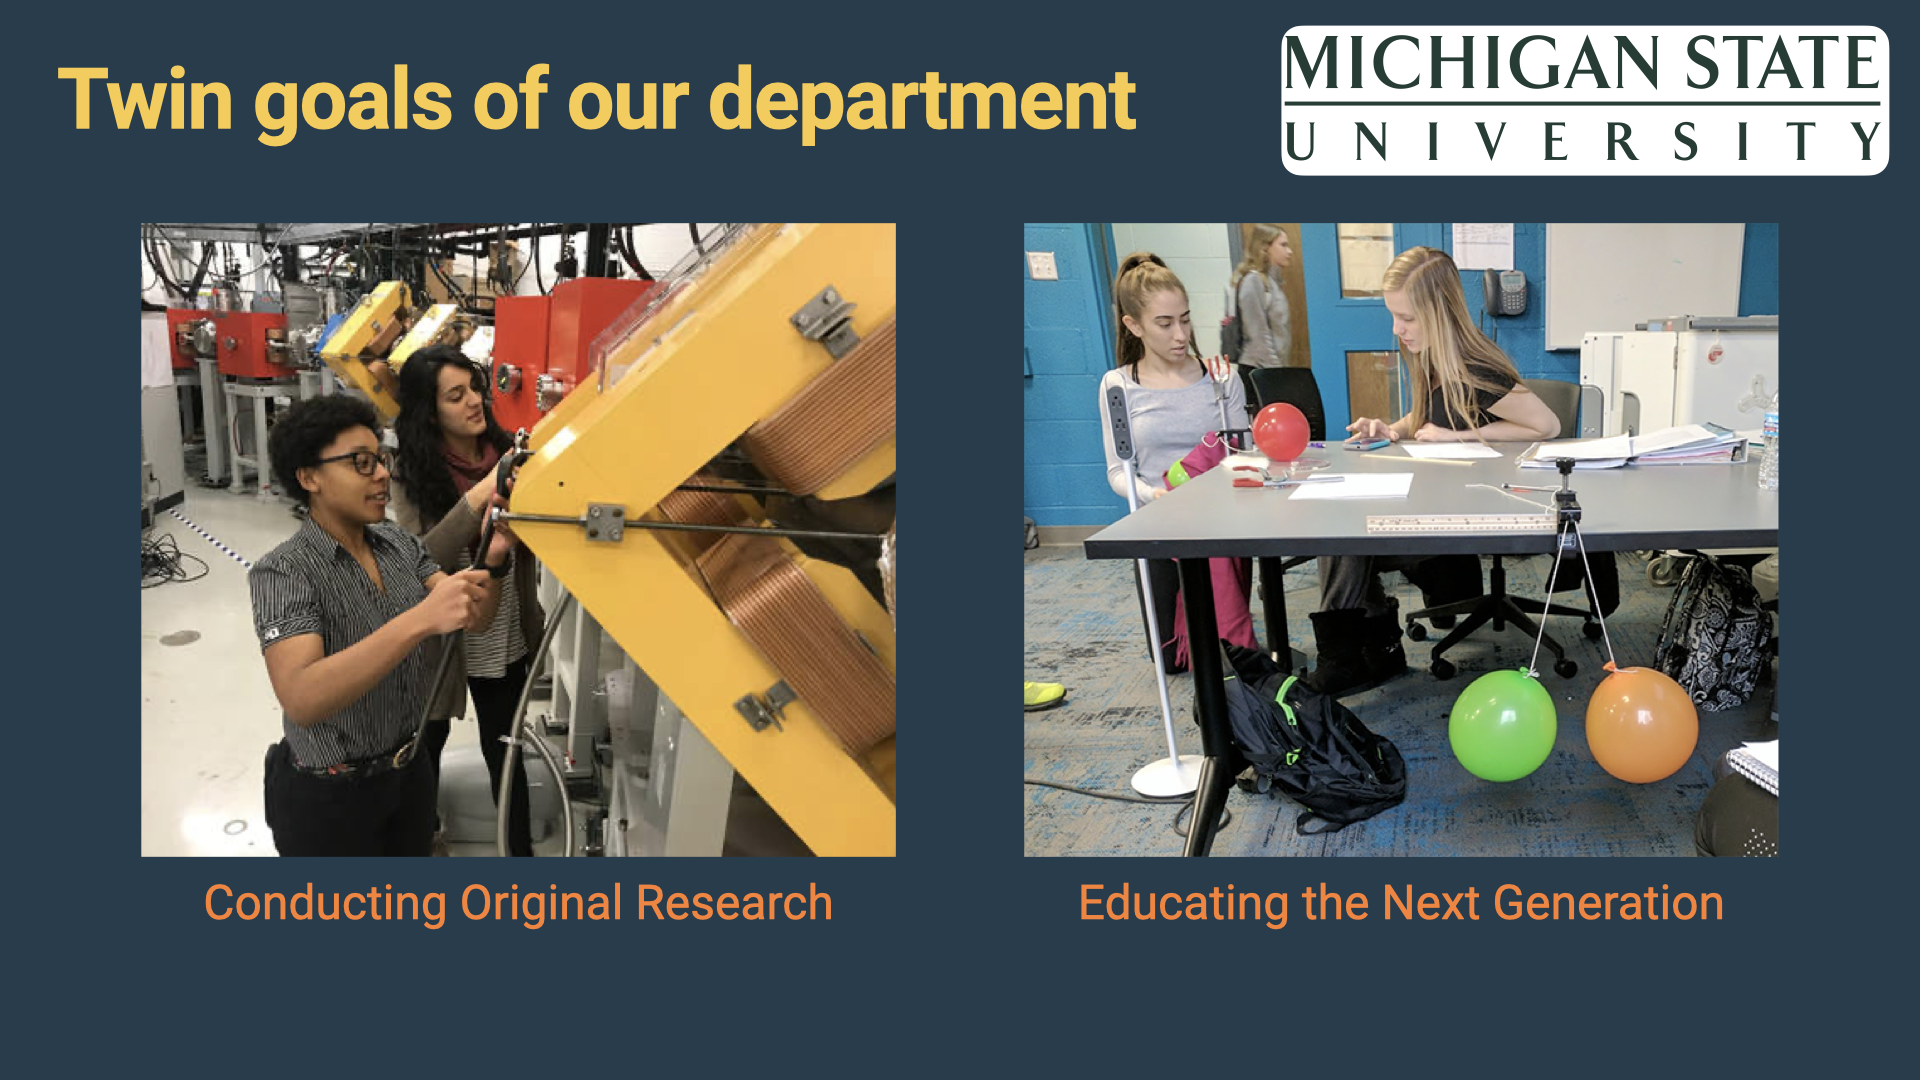 Twin goals of our department
MICHIGAN STATE
UNIVERSITY
Conducting Original Research
Educating the Next Generation